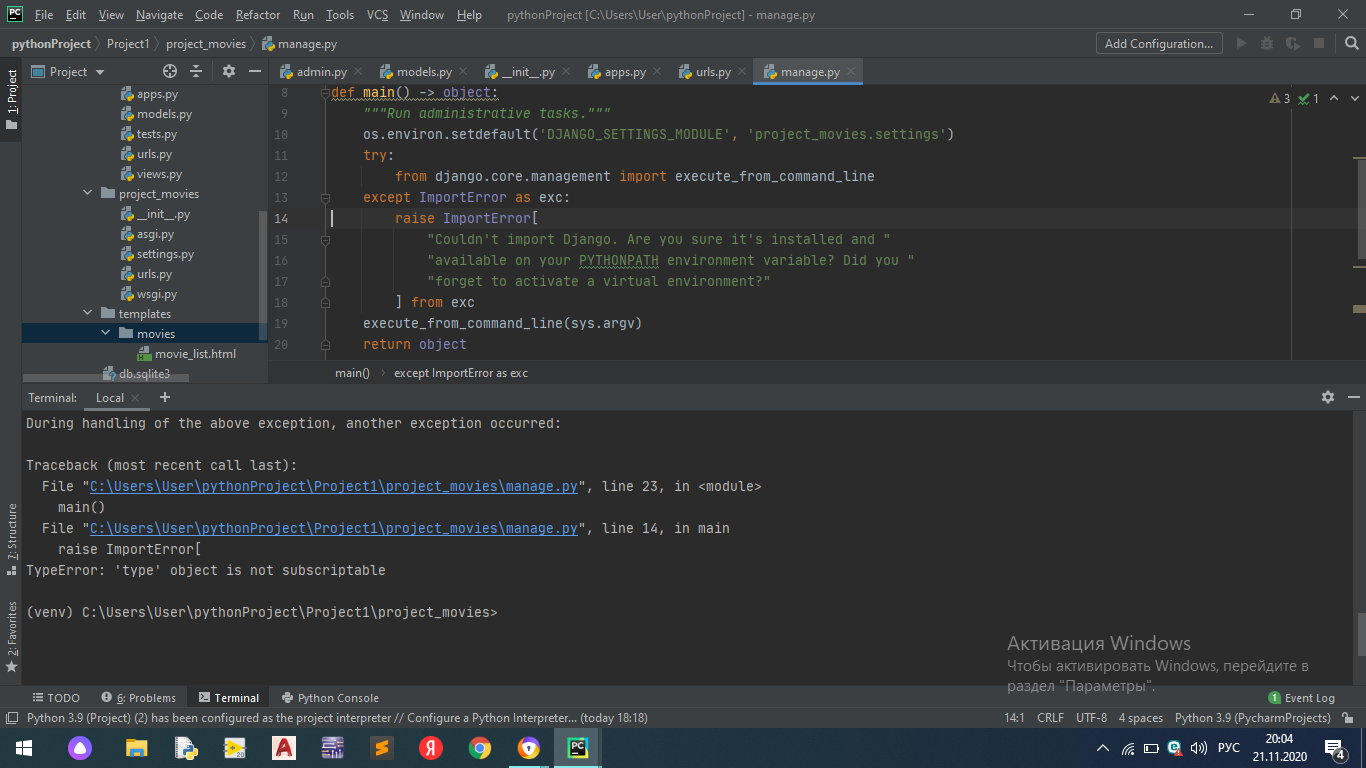 PC File Edit View Navigate Code Refactor Run Tools VCS Window Help pythonProject [C:\Users\User\pythonProject] - manage.py
pythonProject Project1 project_movies manage.py Add Configuration...
1: Project
Project
admin.py models.py __init__.py apps.py urls.py manage.py
apps.py
models.py
tests.py
urls.py
views.py
project_movies
__init__.py
asgi.py
settings.py
urls.py
wsgi.py
templates
movies
movie_list.html
db.sqlite3
3 1
8 def main() -> object:
9 """Run administrative tasks."""
10 os.environ.setdefault('DJANGO_SETTINGS_MODULE', 'project_movies.settings')
11 try:
12 from django.core.management import execute_from_command_line
13 except ImportError as exc:
14 raise ImportError[
15 "Couldn't import Django. Are you sure it's installed and "
16 "available on your PYTHONPATH environment variable? Did you "
17 "forget to activate a virtual environment?"
18 ] from exc
19 execute_from_command_line(sys.argv)
20 return object
main() except ImportError as exc
Terminal: Local
During handling of the above exception, another exception occurred:
Traceback (most recent call last):
File "C:\Users\User\pythonProject\Project1\project_movies\manage.py", line 23, in <module>
main()
File "C:\Users\User\pythonProject\Project1\project_movies\manage.py", line 14, in main
raise ImportError[
TypeError: 'type' object is not subscriptable
(venv) C:\Users\User\pythonProject\Project1\project_movies>
7: Structure
2: Favorites
Активация Windows
Чтобы активировать Windows, перейдите в
раздел "Параметры".
TODO 6: Problems Terminal Python Console 1 Event Log
Python 3.9 (Project) (2) has been configured as the project interpreter // Configure a Python Interpreter... (today 18:18) 14:1 CRLF UTF-8 4 spaces Python 3.9 (PycharmProjects)
РУС
20:04
21.11.2020
4